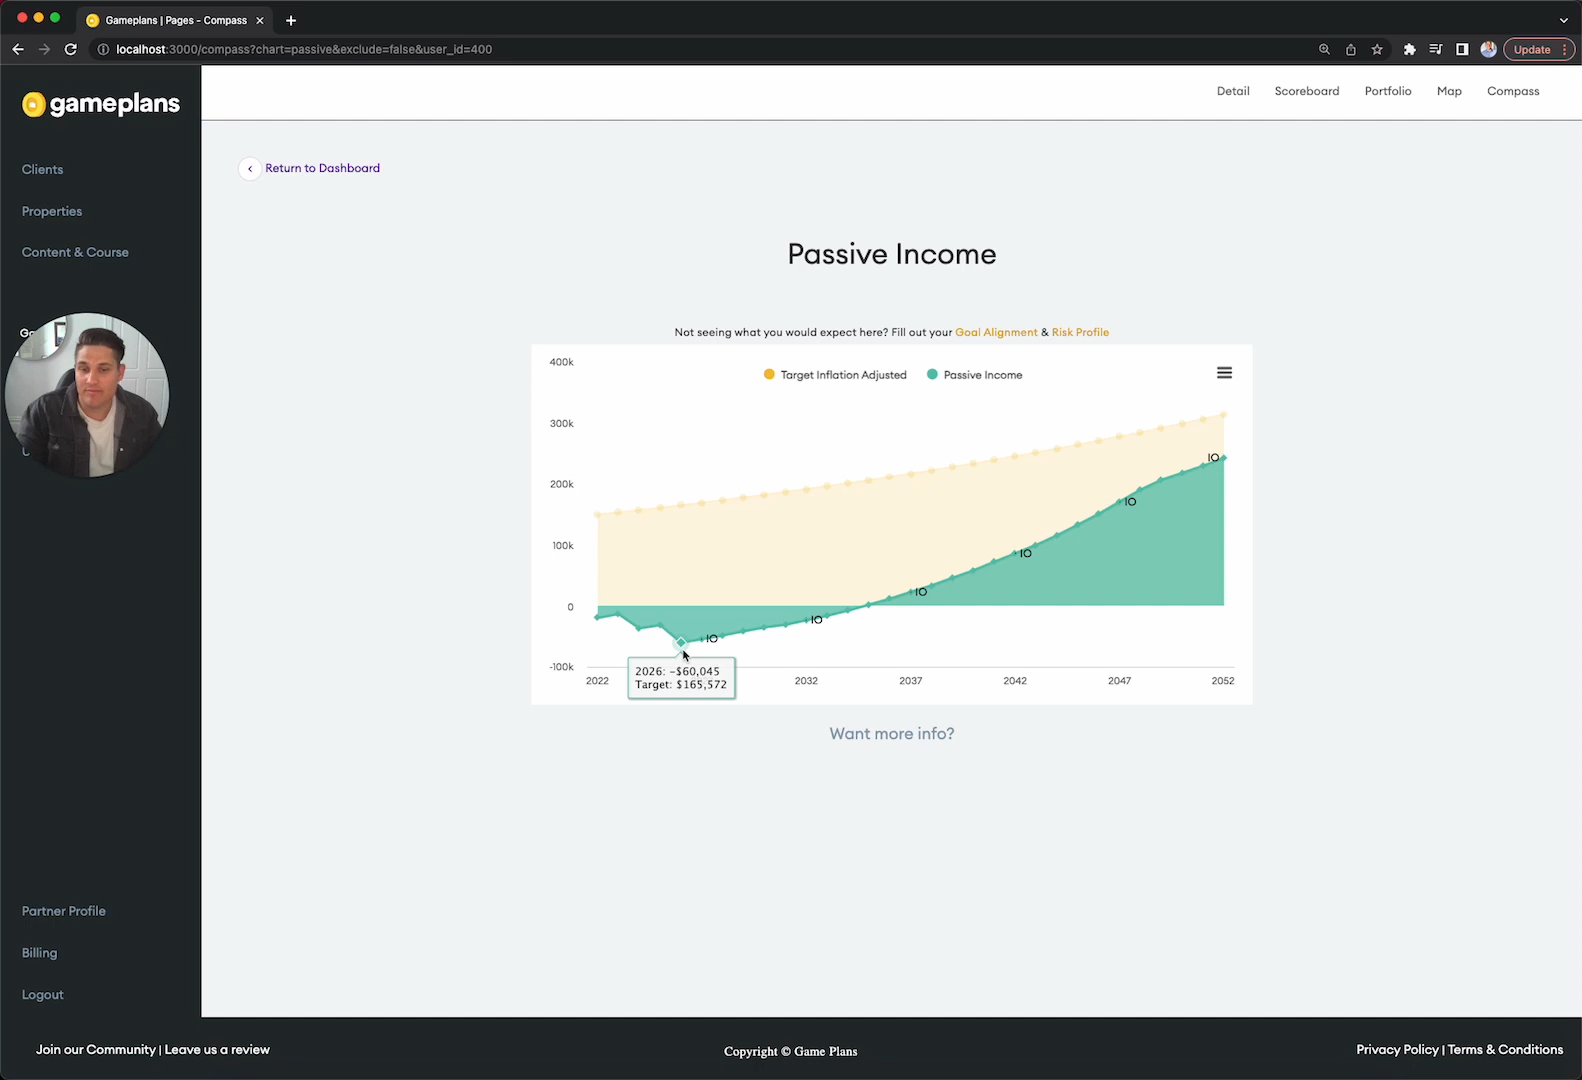 Gameplans | Pages - Compass
localhost:3000/compass?chart=passive&exclude=false&user_id=400
Update
gameplans
Detail
Scoreboard
Portfolio
Map
Compass
Clients
Properties
Content & Course
Return to Dashboard
Passive Income
Not seeing what you would expect here? Fill out your Goal Alignment & Risk Profile
Target Inflation Adjusted
Passive Income
400k
300k
200k
100k
0
-100k
IO
IO
IO
IO
IO
IO
2026: -$60,045
Target: $165,572
2022
2032
2037
2042
2047
2052
Want more info?
Partner Profile
Billing
Logout
Join our Community | Leave us a review
Copyright © Game Plans
Privacy Policy | Terms & Conditions